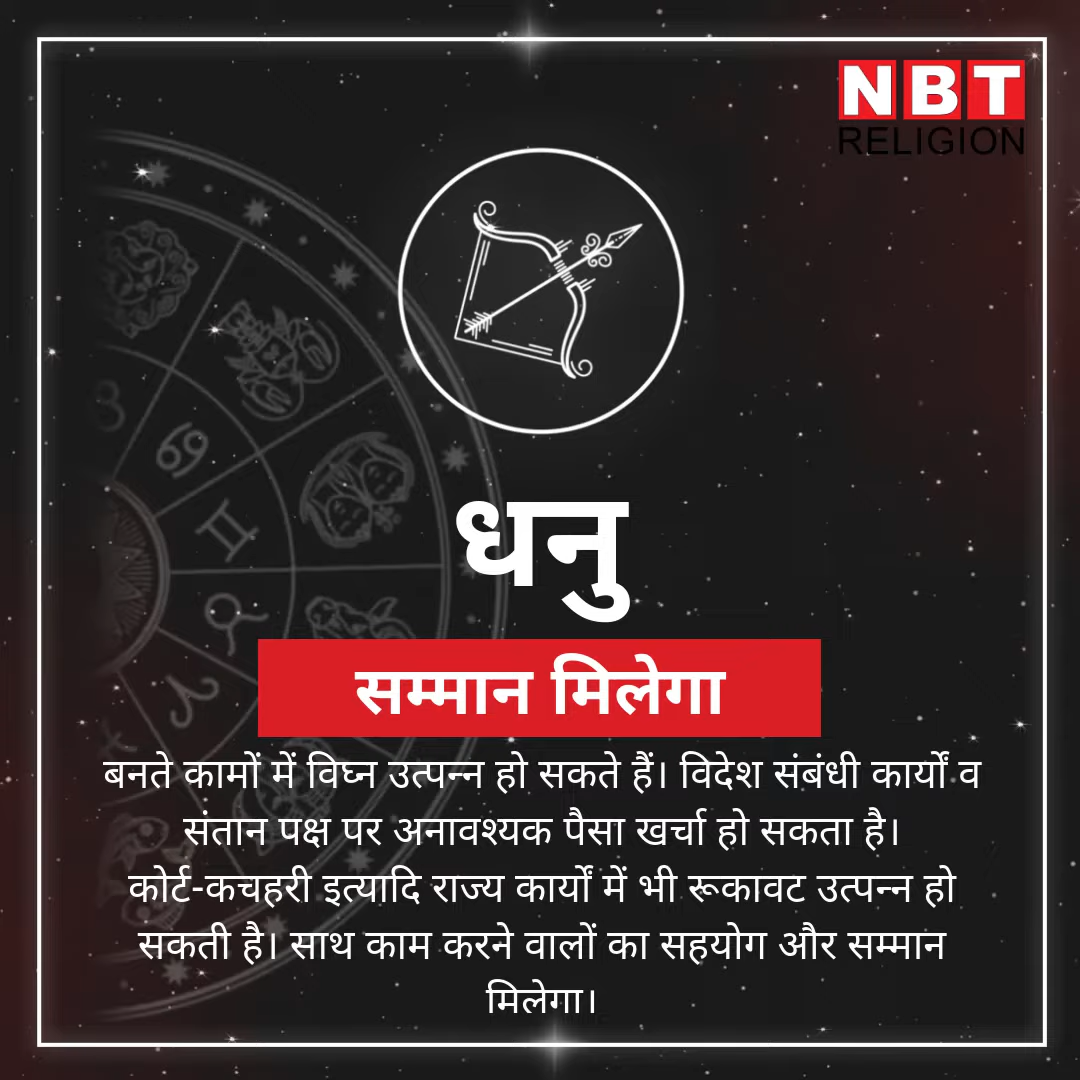 NBT
RELIGION
धनु
सम्मान मिलेगा
बनते कामों में विघ्न उत्पन्न हो सकते हैं। विदेश संबंधी कार्यों व
संतान पक्ष पर अनावश्यक पैसा खर्चा हो सकता है।
कोर्ट-कचहरी इत्यादि राज्य कार्यों में भी रूकावट उत्पन्न हो
सकती है। साथ काम करने वालों का सहयोग और सम्मान
मिलेगा।